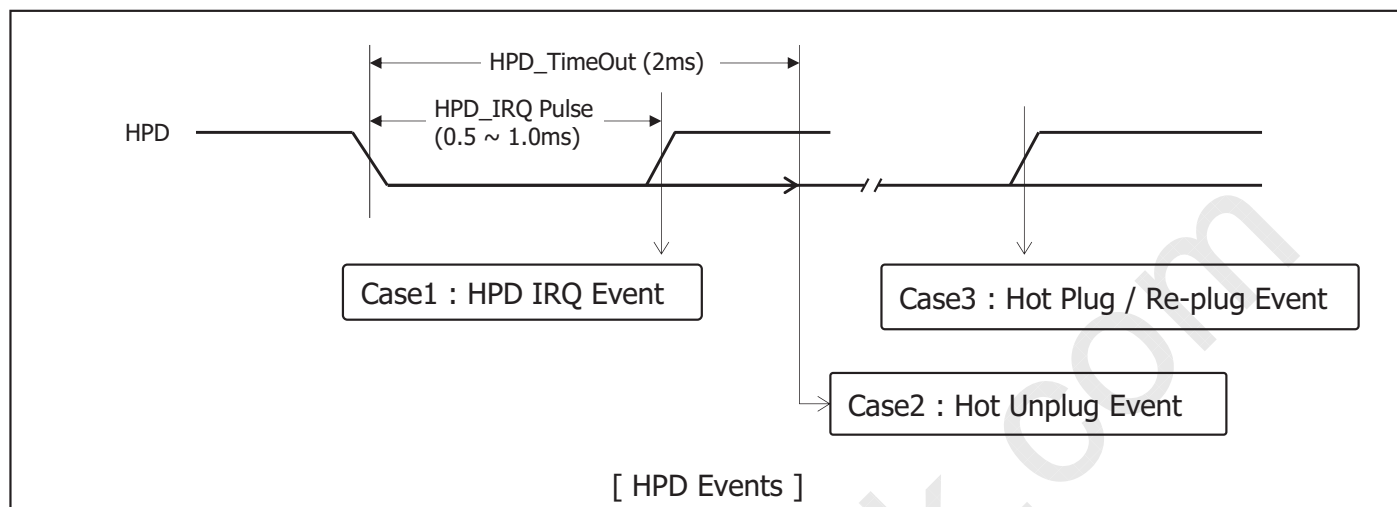 HPD_TimeOut (2ms)
HPD_IRQ Pulse
(0.5 ~ 1.0ms)
HPD
Case1 : HPD IRQ Event
Case3 : Hot Plug / Re-plug Event
Case2 : Hot Unplug Event
[ HPD Events ]
k.com